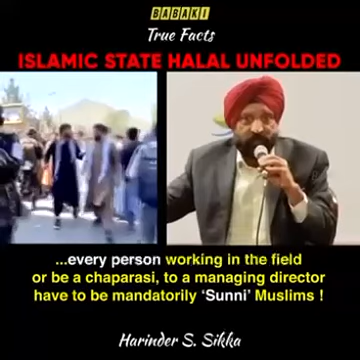 BABAKI
True Facts
ISLAMIC STATE HALAL UNFOLDED
...every person working in the field
or be a chaparasi, to a managing director
have to be mandatorily ‘Sunni’ Muslims !
Harinder S. Sikka